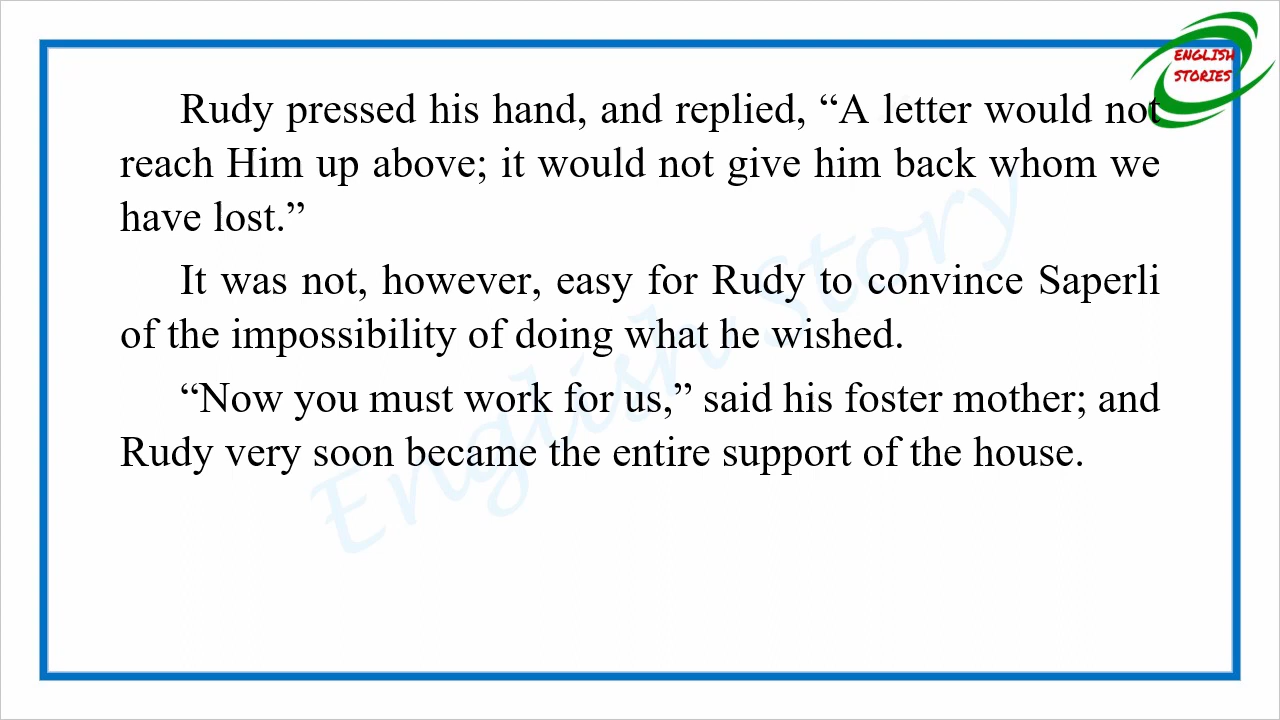 ENGLISH
STORIES
Rudy pressed his hand, and replied, “A letter would not
reach Him up above; it would not give him back whom we
have lost.”
It was not, however, easy for Rudy to convince Saperli
of the impossibility of doing what he wished.
“Now you must work for us,” said his foster mother; and
Rudy very soon became the entire support of the house.
English Story